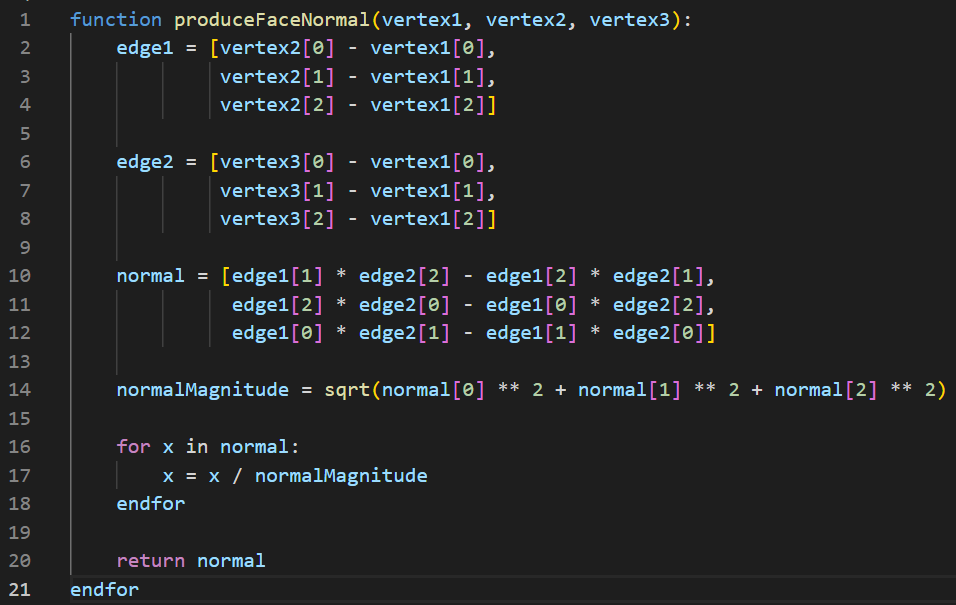 1 function produceFaceNormal(vertex1, vertex2, vertex3):
2 edge1 = [vertex2[0] - vertex1[0],
3 vertex2[1] - vertex1[1],
4 vertex2[2] - vertex1[2]]
5
6 edge2 = [vertex3[0] - vertex1[0],
7 vertex3[1] - vertex1[1],
8 vertex3[2] - vertex1[2]]
9
10 normal = [edge1[1] * edge2[2] - edge1[2] * edge2[1],
11 edge1[2] * edge2[0] - edge1[0] * edge2[2],
12 edge1[0] * edge2[1] - edge1[1] * edge2[0]]
13
14 normalMagnitude = sqrt(normal[0] ** 2 + normal[1] ** 2 + normal[2] ** 2)
15
16 for x in normal:
17 x = x / normalMagnitude
18 endfor
19
20 return normal
21 endfor